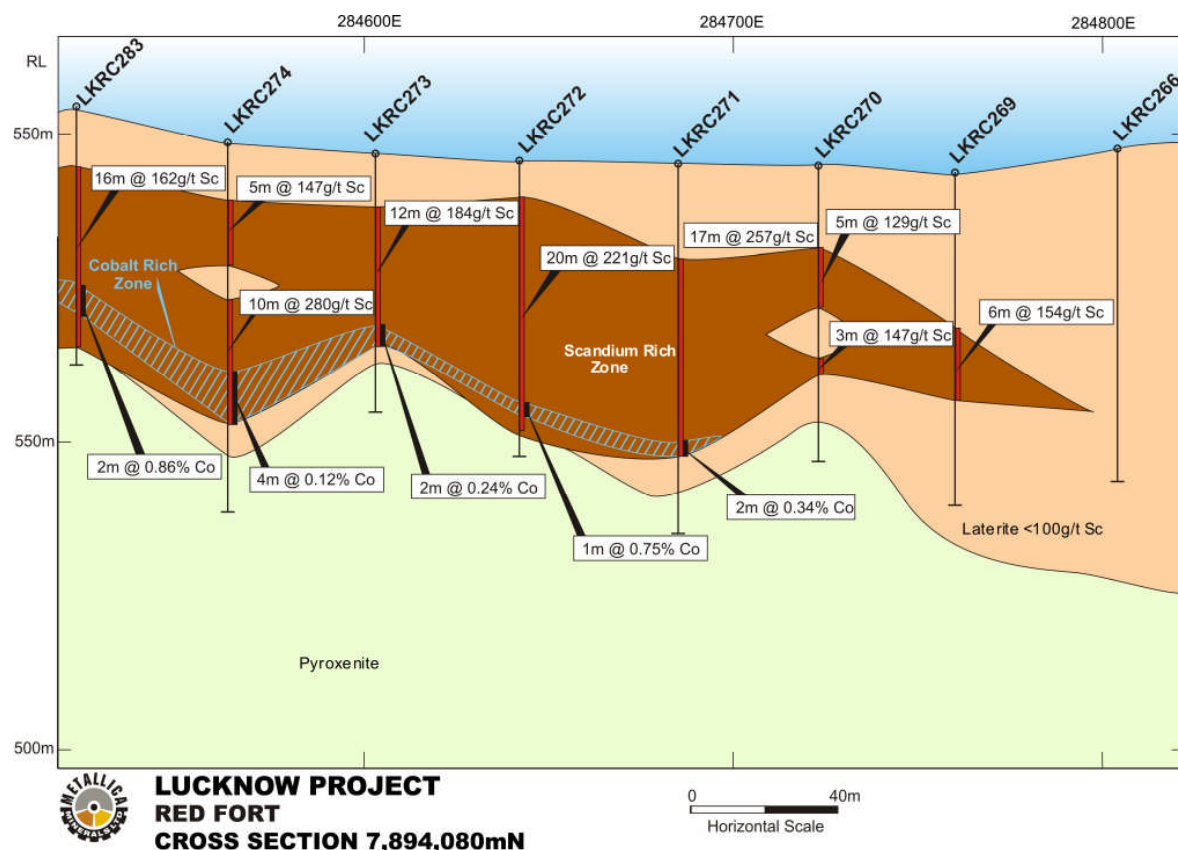 284600E
284700E
284800E
RL
LKRC283
LKRC274
LKRC273
LKRC272
LKRC271
LKRC270
LKRC269
LKRC266
550m
16m @ 162g/t Sc
5m @ 147g/t Sc
12m @ 184g/t Sc
17m @ 257g/t Sc
5m @ 129g/t Sc
20m @ 221g/t Sc
Cobalt Rich
Zone
10m @ 280g/t Sc
6m @ 154g/t Sc
3m @ 147g/t Sc
Scandium Rich
Zone
550m
2m @ 0.86% Co
4m @ 0.12% Co
2m @ 0.24% Co
2m @ 0.34% Co
1m @ 0.75% Co
Laterite <100g/t Sc
Pyroxenite
500m
METALLICA
MINERALS LTD
LUCKNOW PROJECT
RED FORT
CROSS SECTION 7,894,080mN
0
40m
Horizontal Scale